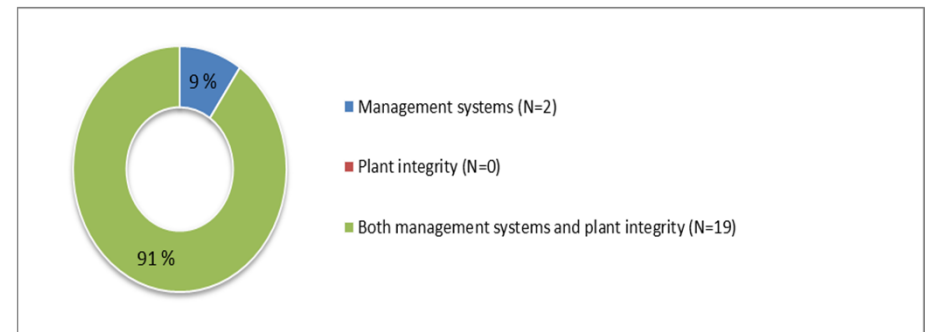 9 %
Management systems (N=2)
Plant integrity (N=0)
Both management systems and plant integrity (N=19)
91 %